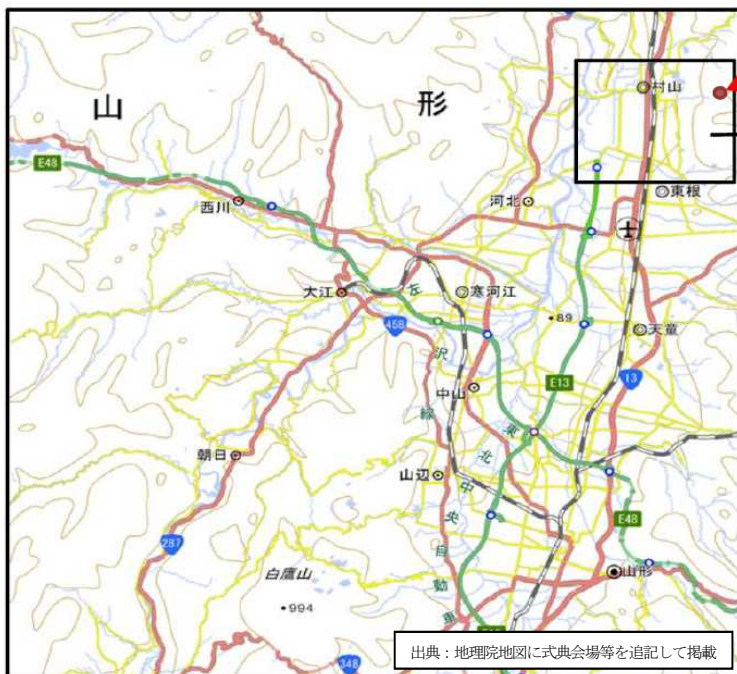 山形
村山
E48
西川
河北
東根
大江
寒河江
左
沢
線
458
89
天童
13
中山
E13
東
北
中
央
自
動
車
朝日
山辺
E48
287
山形
白鷹山
994
348
出典：地理院地図に式典会場等を追記して掲載